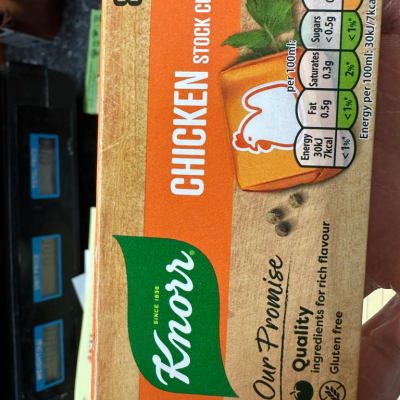 CHICKEN STOCK
Knorr
SINCE 1838
Our Promise
Quality
ingredients for rich flavour
Gluten free
per 100ml:
Energy
30kJ
7kcal
<1%*
Fat
0.5g
<1%*
Saturates
0.3g
2%*
Sugars
<0.5g
<1%*
Energy per 100ml: 30kJ/7kcal